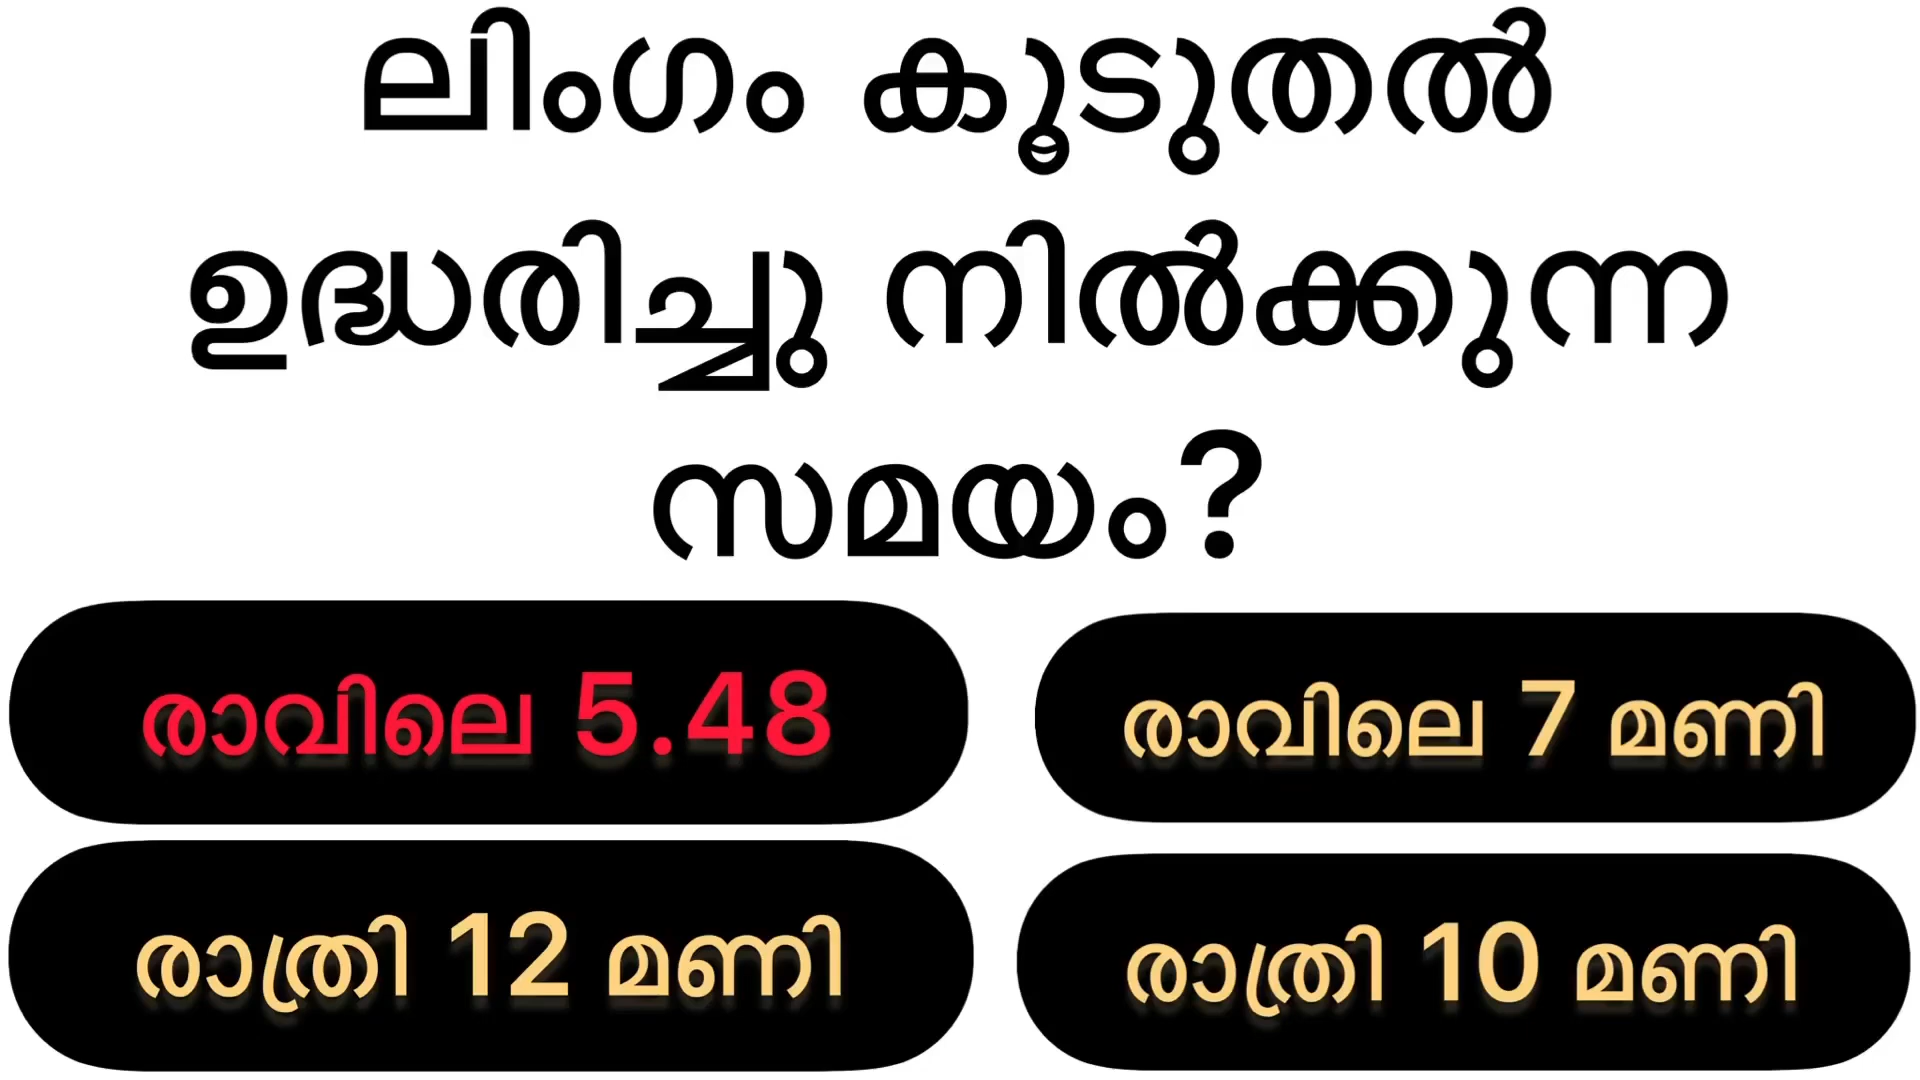 ലിംഗം കൂടുതൽ
ഉദ്ധരിച്ചു നിൽക്കുന്ന
സമയം?
രാവിലെ 5.48
രാവിലെ 7 മണി
രാത്രി 12 മണി
രാത്രി 10 മണി